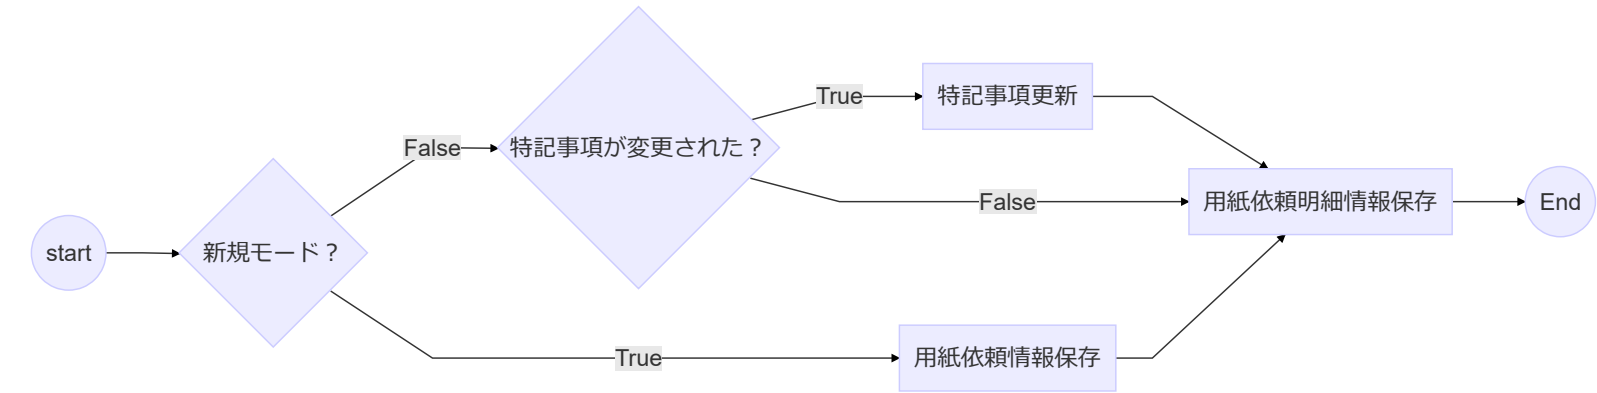 start
新規モード？
False
特記事項が変更された？
True
特記事項更新
False
用紙依頼明細情報保存
End
True
用紙依頼情報保存